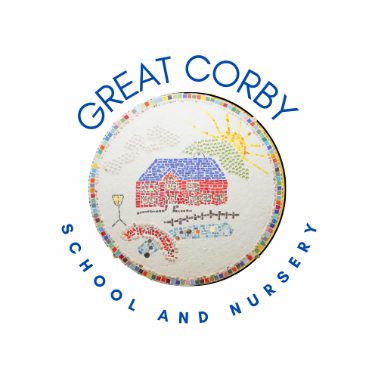 GREAT CORBY
SCHOOL AND NURSERY